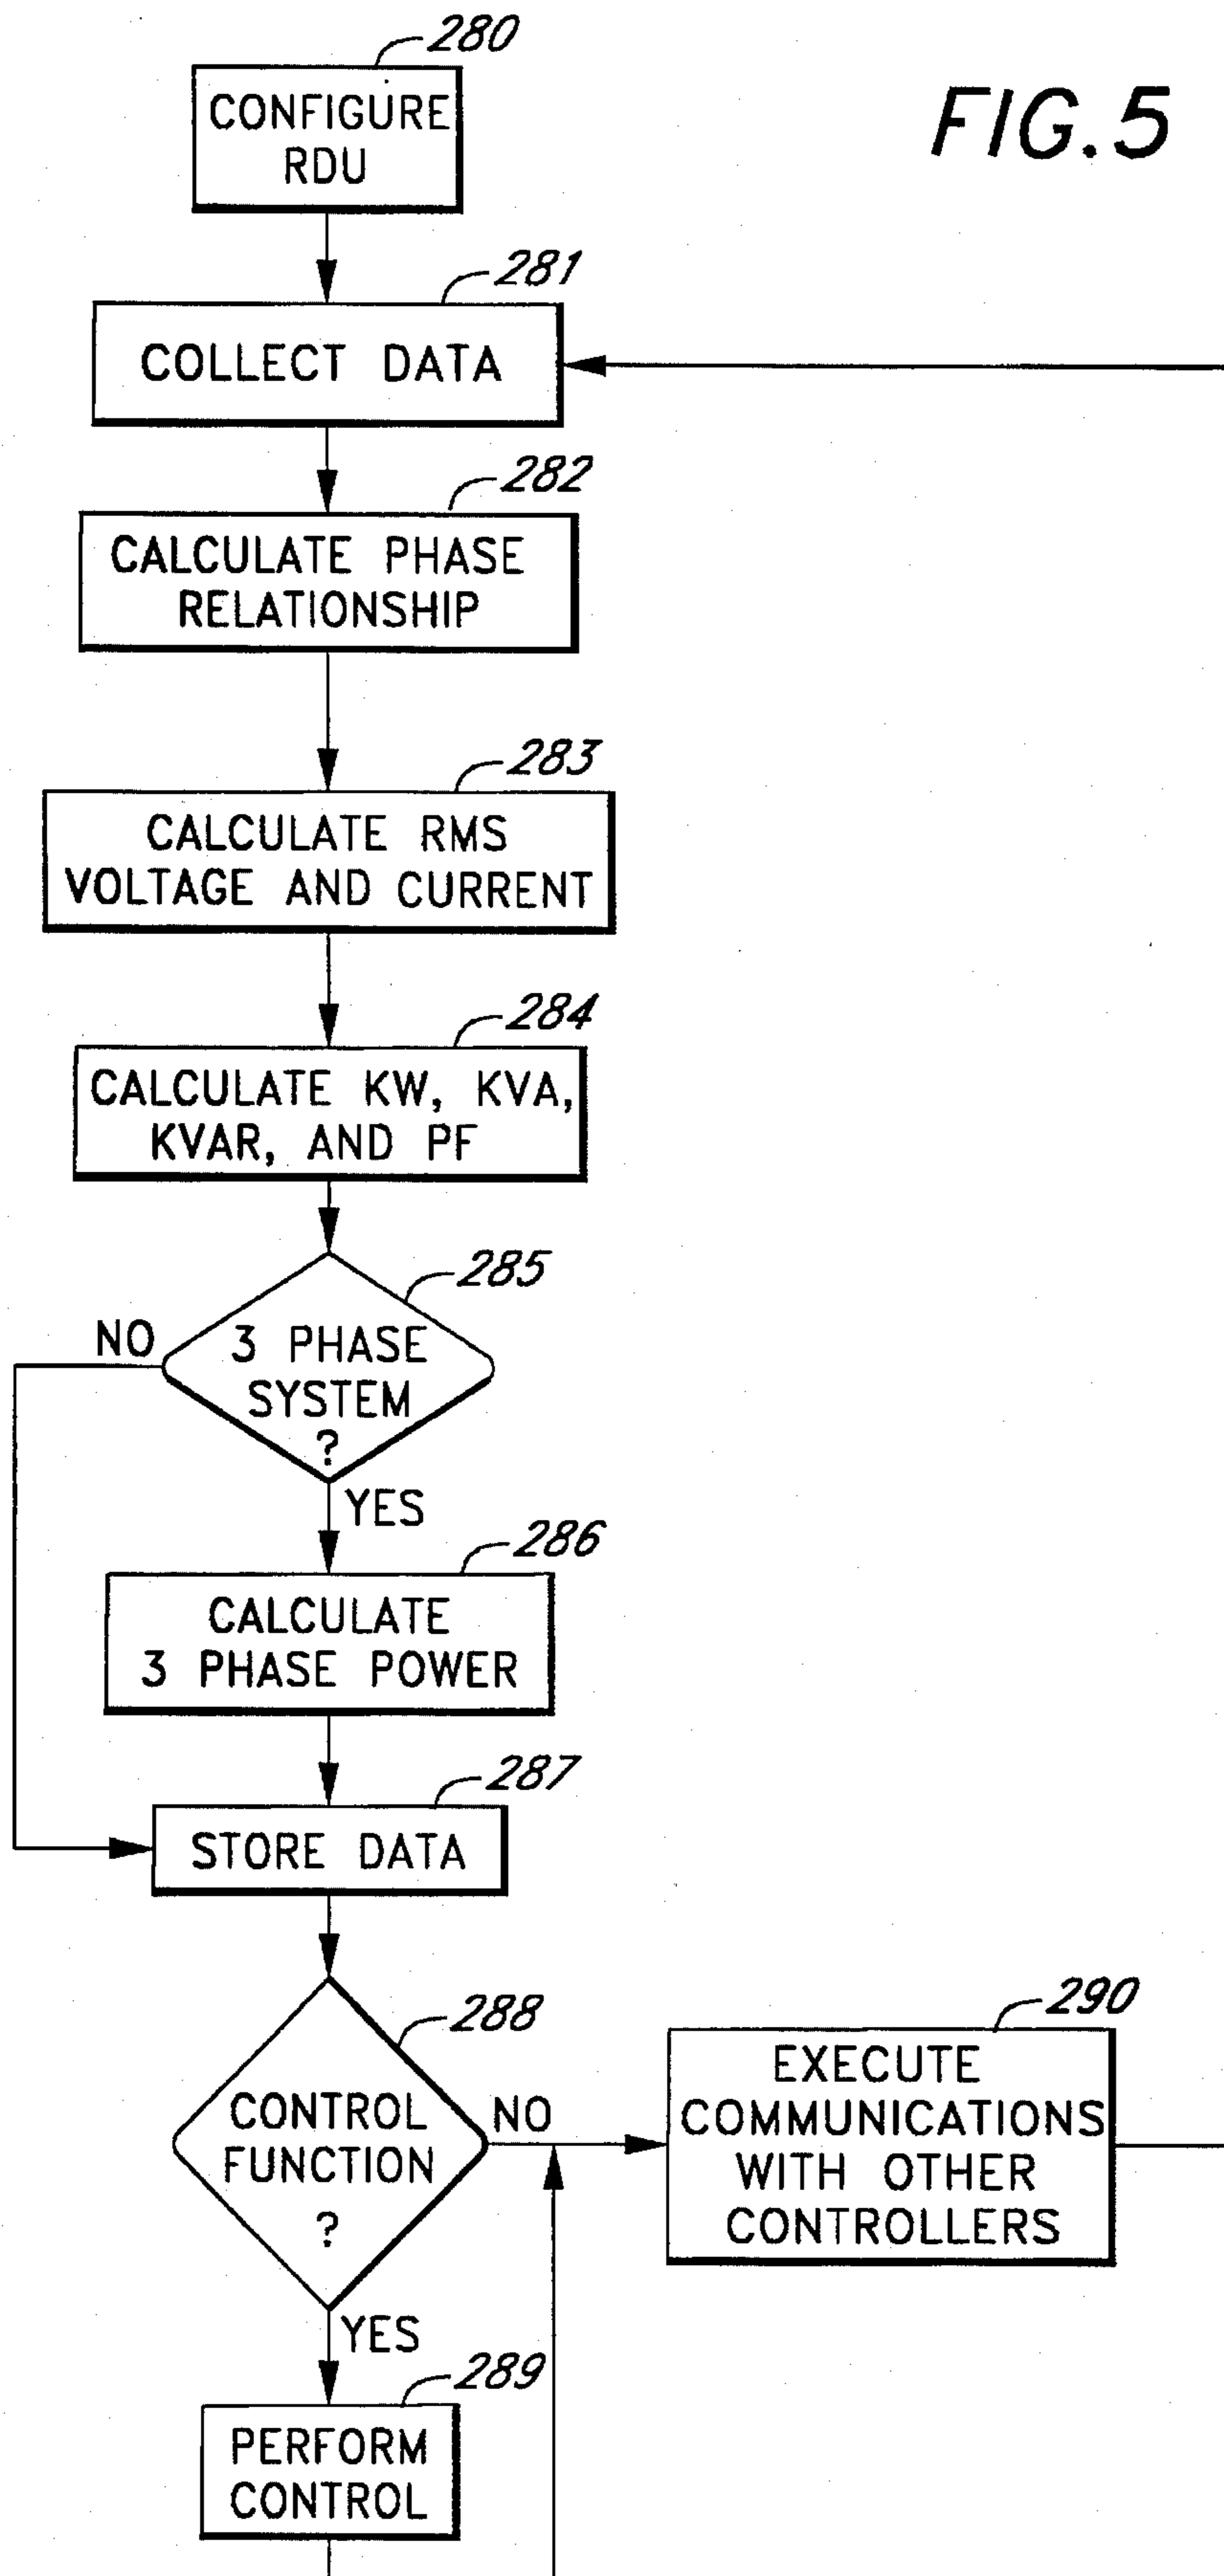 280
FIG. 5
CONFIGURE
RDU
281
COLLECT DATA
282
CALCULATE PHASE
RELATIONSHIP
283
CALCULATE RMS
VOLTAGE AND CURRENT
284
CALCULATE KW, KVA,
KVAR, AND PF
285
NO
3 PHASE
SYSTEM
?
YES
286
CALCULATE
3 PHASE POWER
287
STORE DATA
288
CONTROL
FUNCTION
?
NO
290
EXECUTE
COMMUNICATIONS
WITH OTHER
CONTROLLERS
YES
289
PERFORM
CONTROL